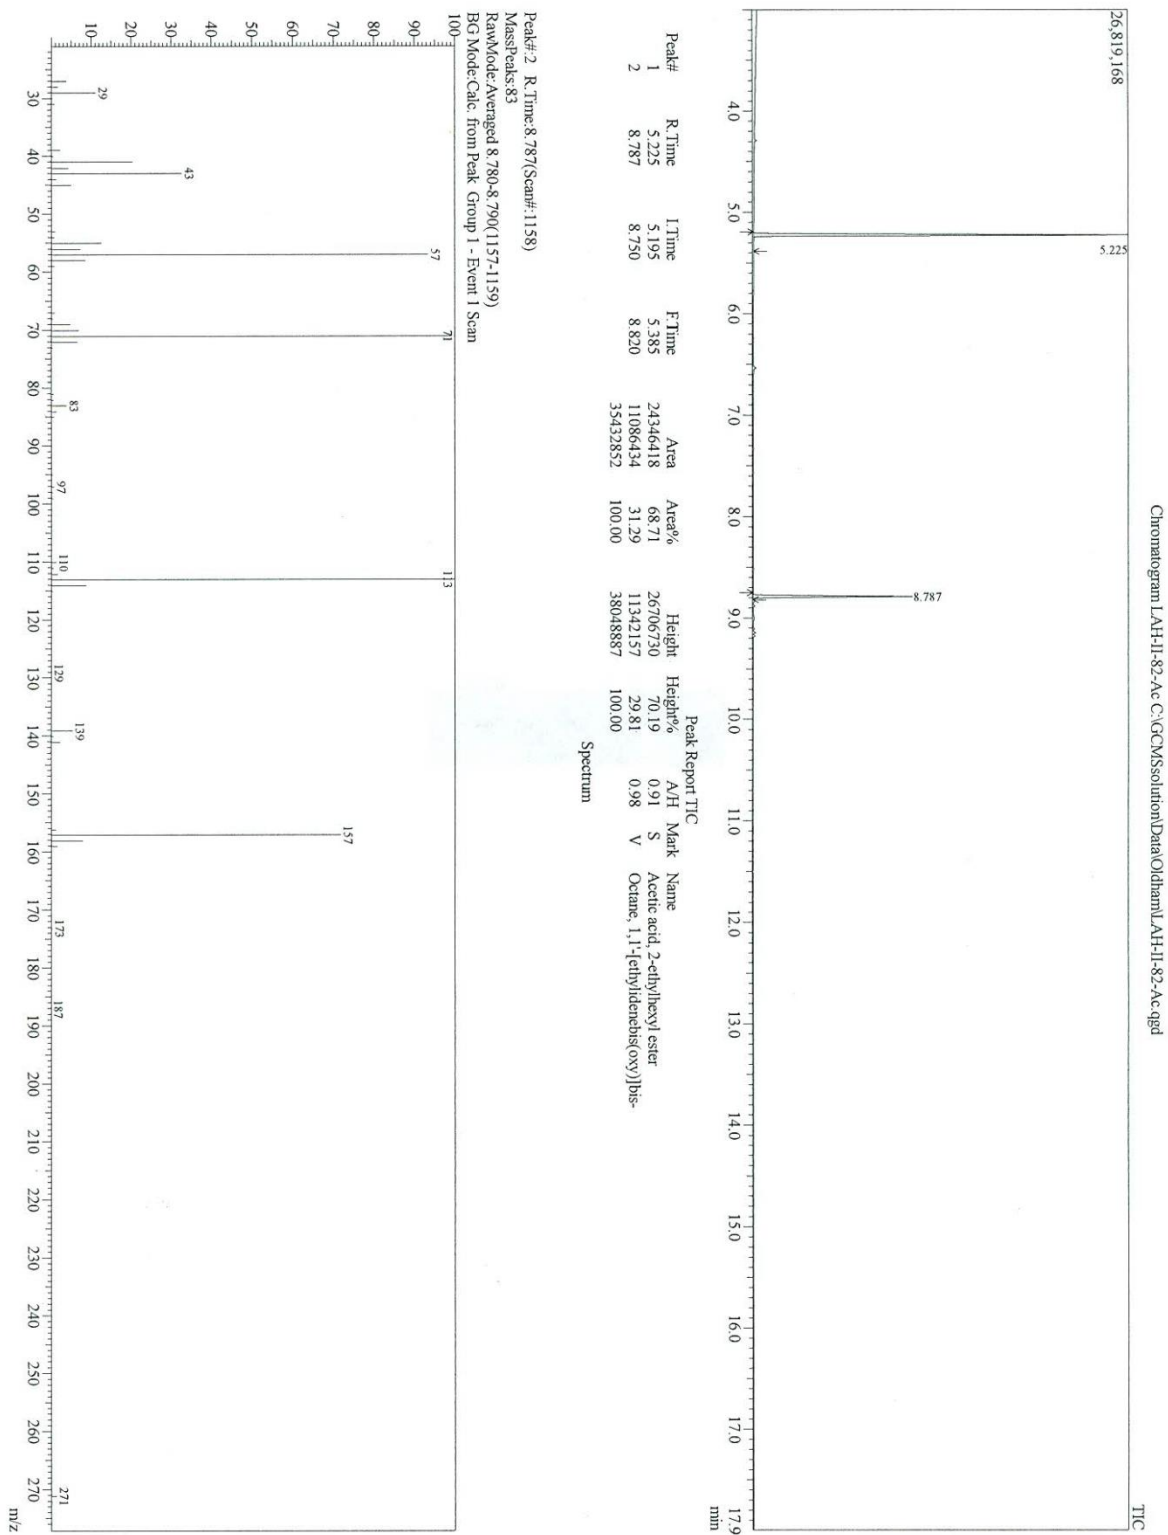 Chromatogram LAH-II-82-Ac C:\GCMSsolution\Data\Oldham\LAH-II-82-Ac.qgd
26,819,168
TIC
5.225
8.787
4.0 5.0 6.0 7.0 8.0 9.0 10.0 11.0 12.0 13.0 14.0 15.0 16.0 17.0 17.9
min
Peak Report TIC
Peak# R.Time I.Time F.Time Area Area% Height Height% A/H Mark Name
1 5.225 5.195 5.385 24346418 68.71 26706730 70.19 0.91 S Acetic acid, 2-ethylhexyl ester
2 8.787 8.750 8.820 11086434 31.29 11342157 29.81 0.98 V Octane, 1,1'-[ethylidenebis(oxy)]bis-
35432852 100.00 38048887 100.00
Spectrum
Peak#:2 R.Time:8.787(Scan#:1158)
MassPeaks:83
RawMode:Averaged 8.780-8.790(1157-1159)
BG Mode:Calc. from Peak Group 1 - Event 1 Scan
100
90
80
70
60
50
40
30
20
10
29 43 57 71 83 97 110 113 129 139 157 173 187 271
30 40 50 60 70 80 90 100 110 120 130 140 150 160 170 180 190 200 210 220 230 240 250 260 270
m/z